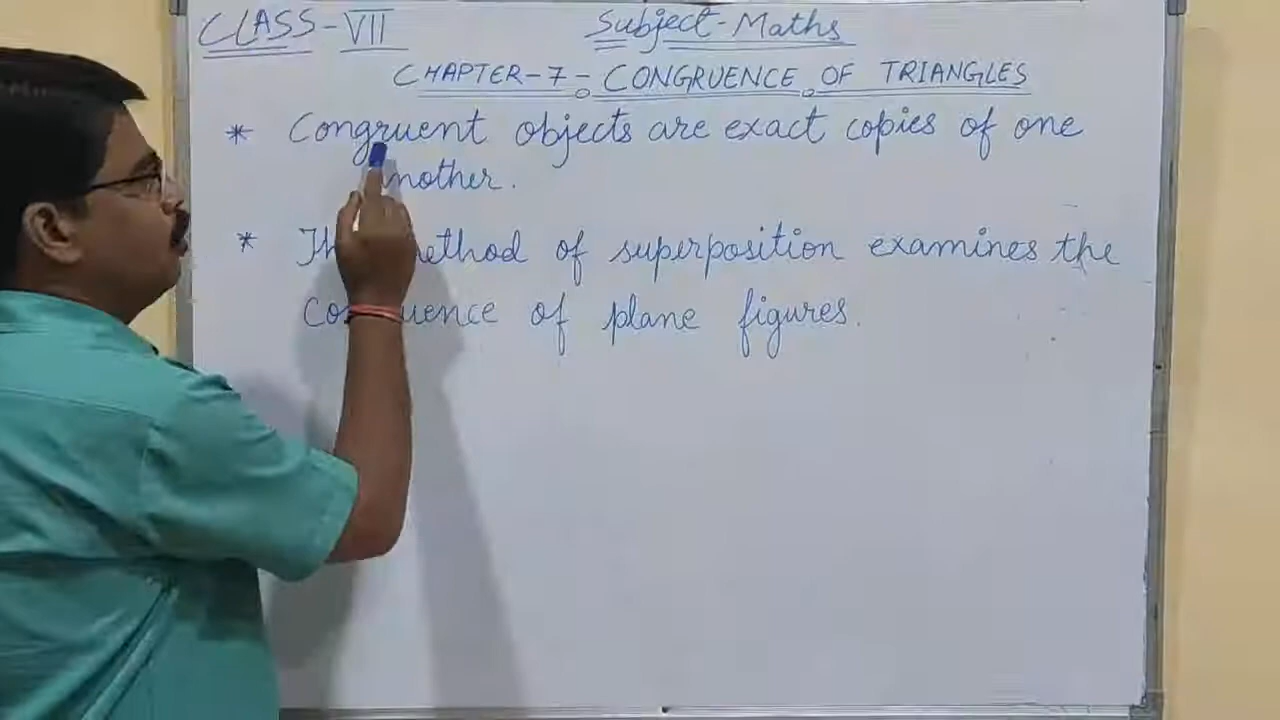 CLASS-VII
Subject-Maths
CHAPTER-7-CONGRUENCE OF TRIANGLES
* Congruent objects are exact copies of one
another.
* The method of superposition examines the
congruence of plane figures.